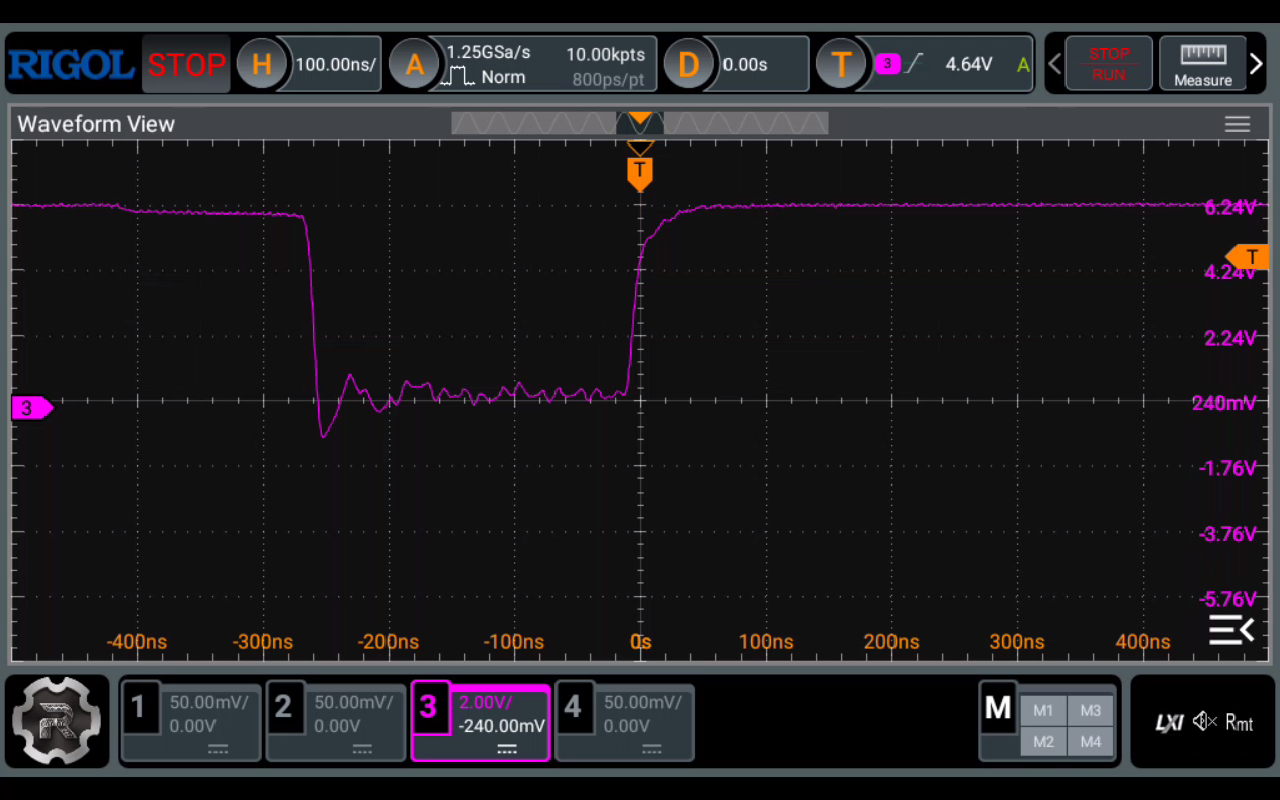 RIGOL STOP H 100.00ns/ A 1.25GSa/s 10.00kpts D 0.00s T 3 4.64V A STOP
Norm 800ps/pt RUN Measure
Waveform View
T
6.24V
T
4.24V
2.24V
3 240mV
-1.76V
-3.76V
-5.76V
-400ns -300ns -200ns -100ns 0s 100ns 200ns 300ns 400ns
1 50.00mV/ 2 50.00mV/ 3 2.00V/ 4 50.00mV/ M M1 M3
0.00V 0.00V -240.00mV 0.00V M2 M4
LXI Rmt
R